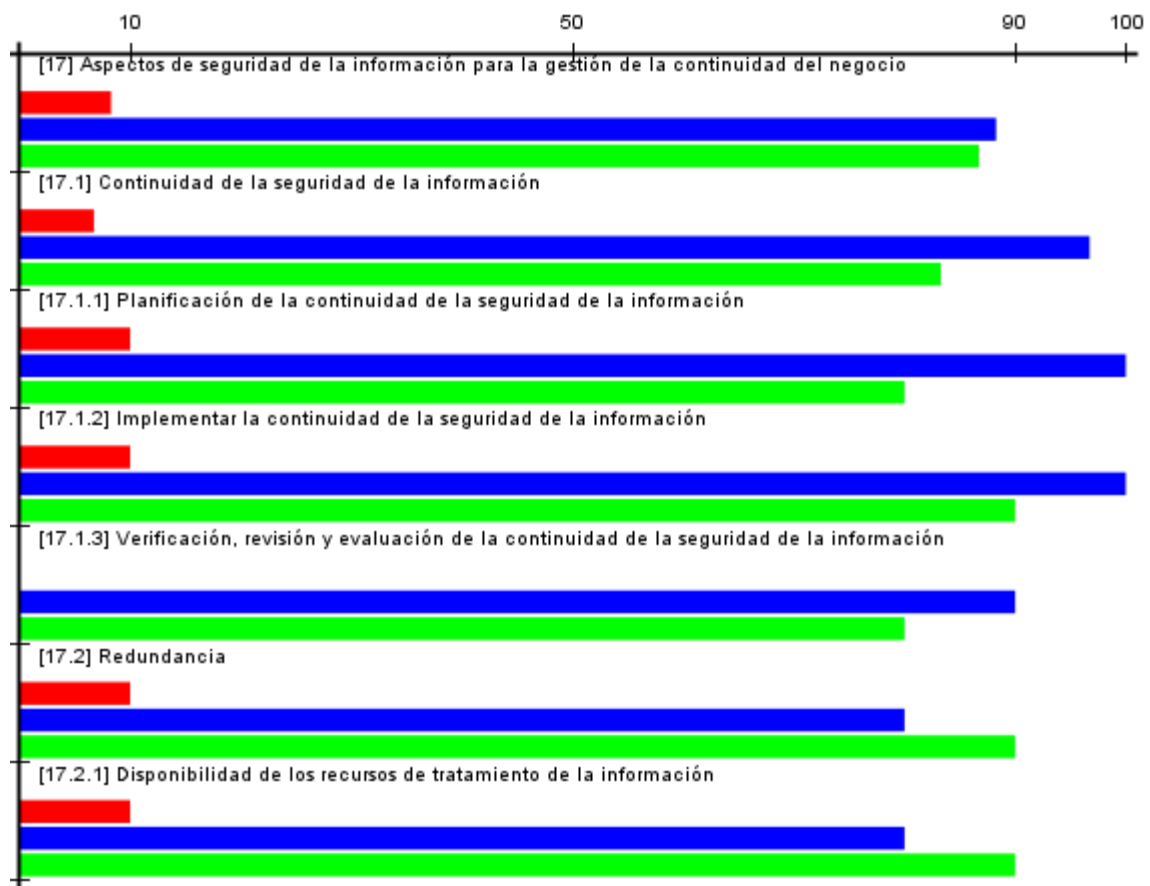 10 50 90 100
[17] Aspectos de seguridad de la información para la gestión de la continuidad del negocio
[17.1] Continuidad de la seguridad de la información
[17.1.1] Planificación de la continuidad de la seguridad de la información
[17.1.2] Implementar la continuidad de la seguridad de la información
[17.1.3] Verificación, revisión y evaluación de la continuidad de la seguridad de la información
[17.2] Redundancia
[17.2.1] Disponibilidad de los recursos de tratamiento de la información